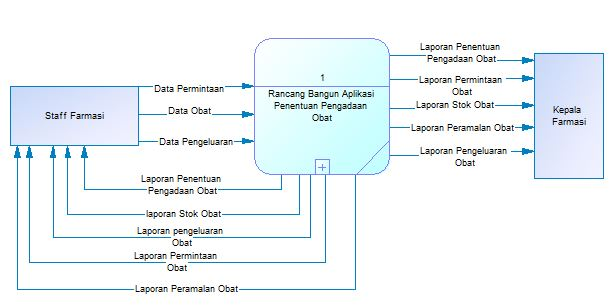 Laporan Penentuan
Pengadaan Obat
1
Rancang Bangun Aplikasi
Penentuan Pengadaan
Obat
Data Permintaan
Data Obat
Data Pengeluaran
Staff Farmasi
Laporan Permintaan
Obat
Laporan Stok Obat
Laporan Peramalan Obat
Laporan Pengeluaran
Obat
Kepala
Farmasi
Laporan Penentuan
Pengadaan Obat
laporan Stok Obat
Laporan pengeluaran
Obat
Laporan Permintaan
Obat
Laporan Peramalan Obat